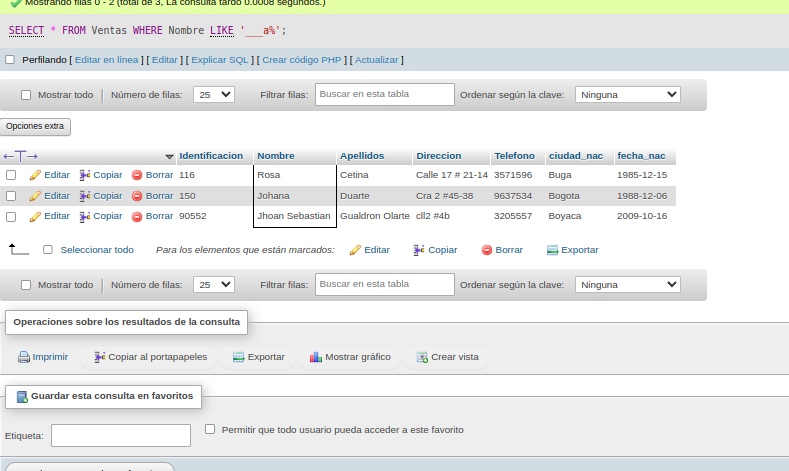 Mostrando filas 0 - 2 (total de 3, La consulta tardó 0.0008 segundos.)
SELECT * FROM Ventas WHERE Nombre LIKE '___a%';
Perfilando [ Editar en línea ] [ Editar ] [ Explicar SQL ] [ Crear código PHP ] [ Actualizar ]
Mostrar todo Número de filas: 25 Filtrar filas: Buscar en esta tabla Ordenar según la clave: Ninguna
Opciones extra
←T→ Identificacion Nombre Apellidos Direccion Telefono ciudad_nac fecha_nac
Editar Copiar Borrar 116 Rosa Cetina Calle 17 # 21-14 3571596 Buga 1985-12-15
Editar Copiar Borrar 150 Johana Duarte Cra 2 #45-38 9637534 Bogota 1988-12-06
Editar Copiar Borrar 90552 Jhoan Sebastian Gualdron Olarte cll2 #4b 3205557 Boyaca 2009-10-16
Seleccionar todo Para los elementos que están marcados: Editar Copiar Borrar Exportar
Mostrar todo Número de filas: 25 Filtrar filas: Buscar en esta tabla Ordenar según la clave: Ninguna
Operaciones sobre los resultados de la consulta
Imprimir Copiar al portapapeles Exportar Mostrar gráfico Crear vista
Guardar esta consulta en favoritos
Etiqueta: Permitir que todo usuario pueda acceder a este favorito